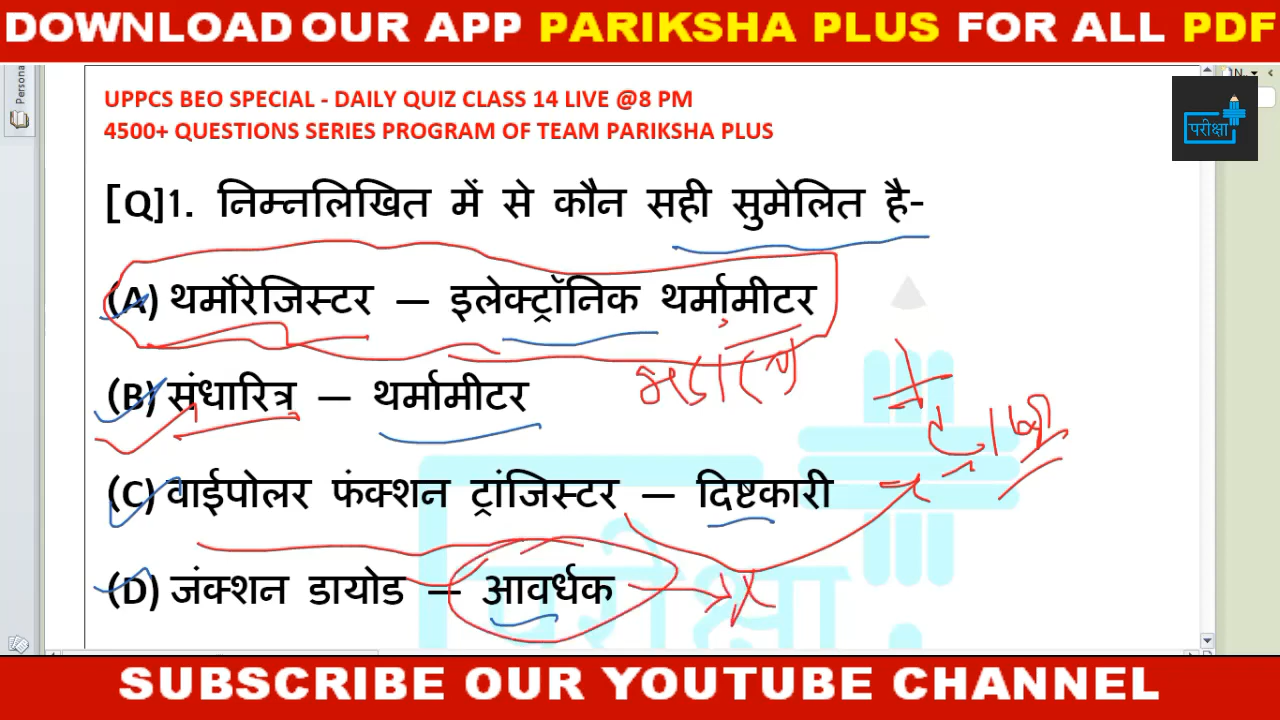 DOWNLOAD OUR APP PARIKSHA PLUS FOR ALL PDF
Persona
N..
UPPCS BEO SPECIAL - DAILY QUIZ CLASS 14 LIVE @8 PM
4500+ QUESTIONS SERIES PROGRAM OF TEAM PARIKSHA PLUS
परीक्षा
[Q]1. निम्नलिखित में से कौन सही सुमेलित है-
(A) थर्मोरेजिस्टर — इलेक्ट्रॉनिक थर्मामीटर
(B) संधारित्र — थर्मामीटर
(C) वाईपोलर फंक्शन ट्रांजिस्टर — दिष्टकारी
(D) जंक्शन डायोड — आवर्धक
परीक्षा
SUBSCRIBE OUR YOUTUBE CHANNEL